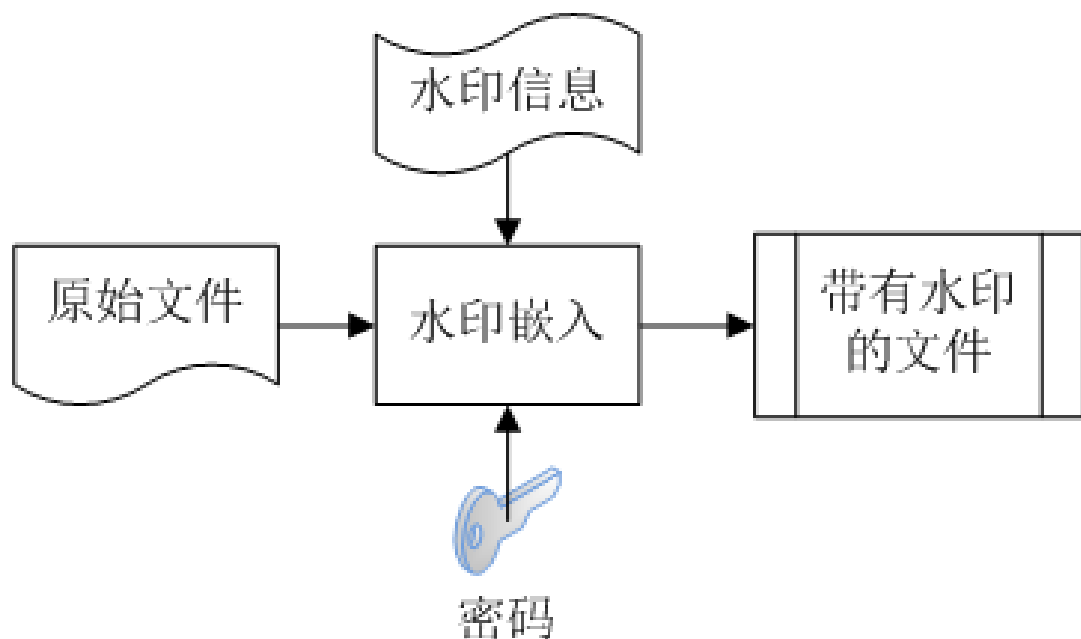 水印信息
原始文件
水印嵌入
带有水印
的文件
密码